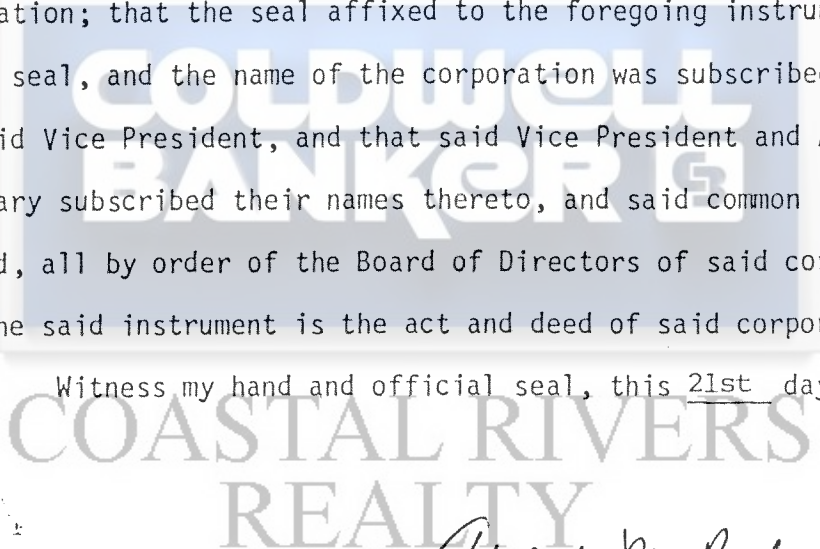 ation; that the seal affixed to the foregoing instru
seal, and the name of the corporation was subscribe
id Vice President, and that said Vice President and
ary subscribed their names thereto, and said common
d, all by order of the Board of Directors of said co
he said instrument is the act and deed of said corpo
Witness my hand and official seal, this 21st day
COLDWELL
BANKER
COASTAL RIVERS
REALTY